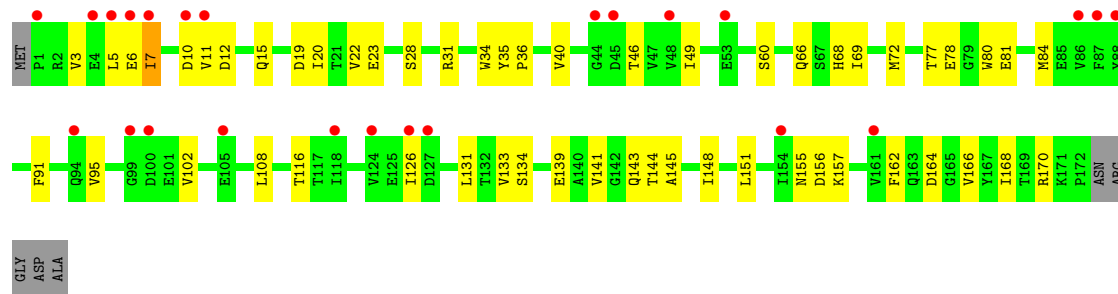 MET P1 R2 V3 E4 L5 E6 I7 D10 V11 D12 Q15 D19 I20 T21 V22 E23 S28 R31 W34 Y35 P36 V40 G44 D45 T46 V47 V48 I49 E53 S60 Q66 S67 H68 I69 M72 T77 E78 G79 W80 E81 M84 E85 V86 F87
F91 Q94 V95 G99 D100 E101 V102 E105 L108 T116 T117 I118 V124 E125 I126 D127 L131 T132 V133 S134 E139 A140 V141 G142 Q143 T144 A145 I148 L151 I154 N155 D156 K157 V161 F162 Q163 D164 G165 V166 Y167 I168 T169 R170 K171 P172 ASN
GLY ASP ALA